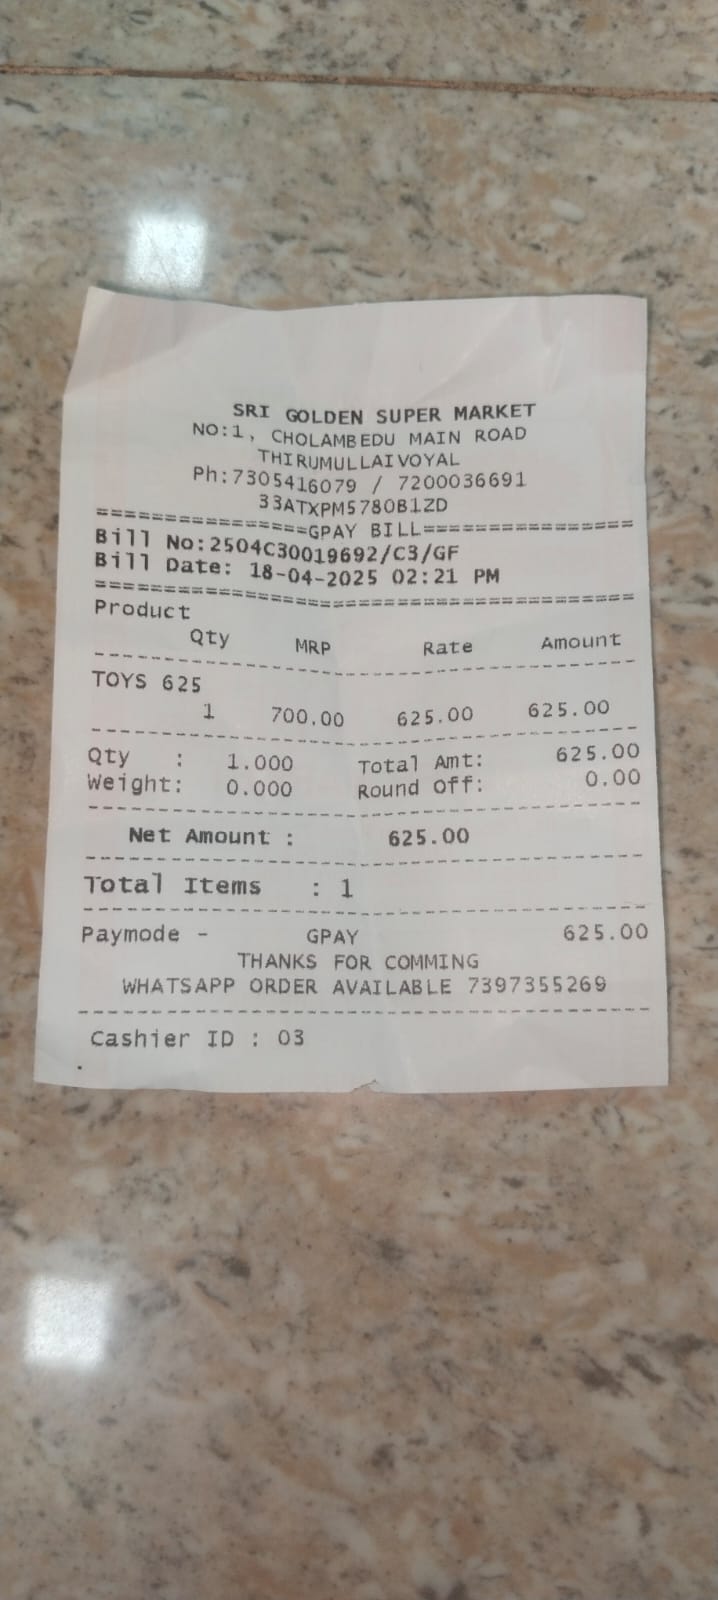 SRI GOLDEN SUPER MARKET
NO:1, CHOLAMBEDU MAIN ROAD
THIRUMULLAIVOYAL
Ph:7305416079 / 7200036691
33ATXPM5780B1ZD
================GPAY BILL================
Bill No:2504C30019692/C3/GF
Bill Date: 18-04-2025 02:21 PM
==========================================
Product
Qty MRP Rate Amount
------------------------------------------
TOYS 625
1 700.00 625.00 625.00
------------------------------------------
Qty : 1.000 Total Amt: 625.00
Weight: 0.000 Round Off: 0.00
------------------------------------------
Net Amount : 625.00
------------------------------------------
Total Items : 1
------------------------------------------
Paymode - GPAY 625.00
THANKS FOR COMMING
WHATSAPP ORDER AVAILABLE 7397355269
------------------------------------------
Cashier ID : 03
.